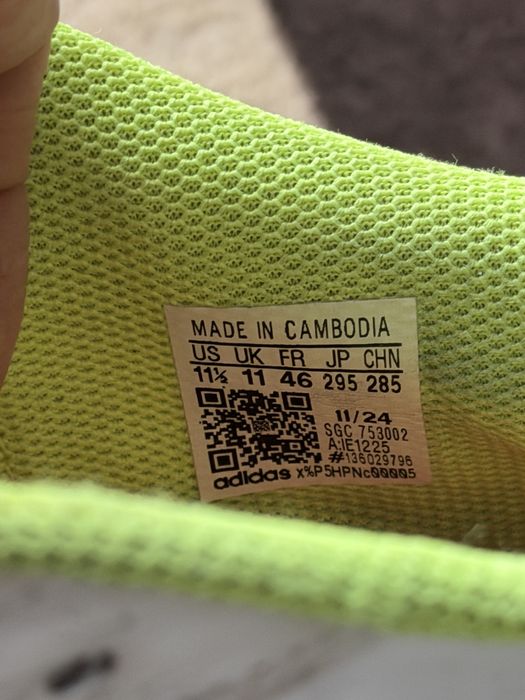 MADE IN CAMBODIA
US UK FR JP CHN
11½ 11 46 295 285
11/24
SGC 753002
A:IE1225
#136029796
adidas x%P5HPNc00005